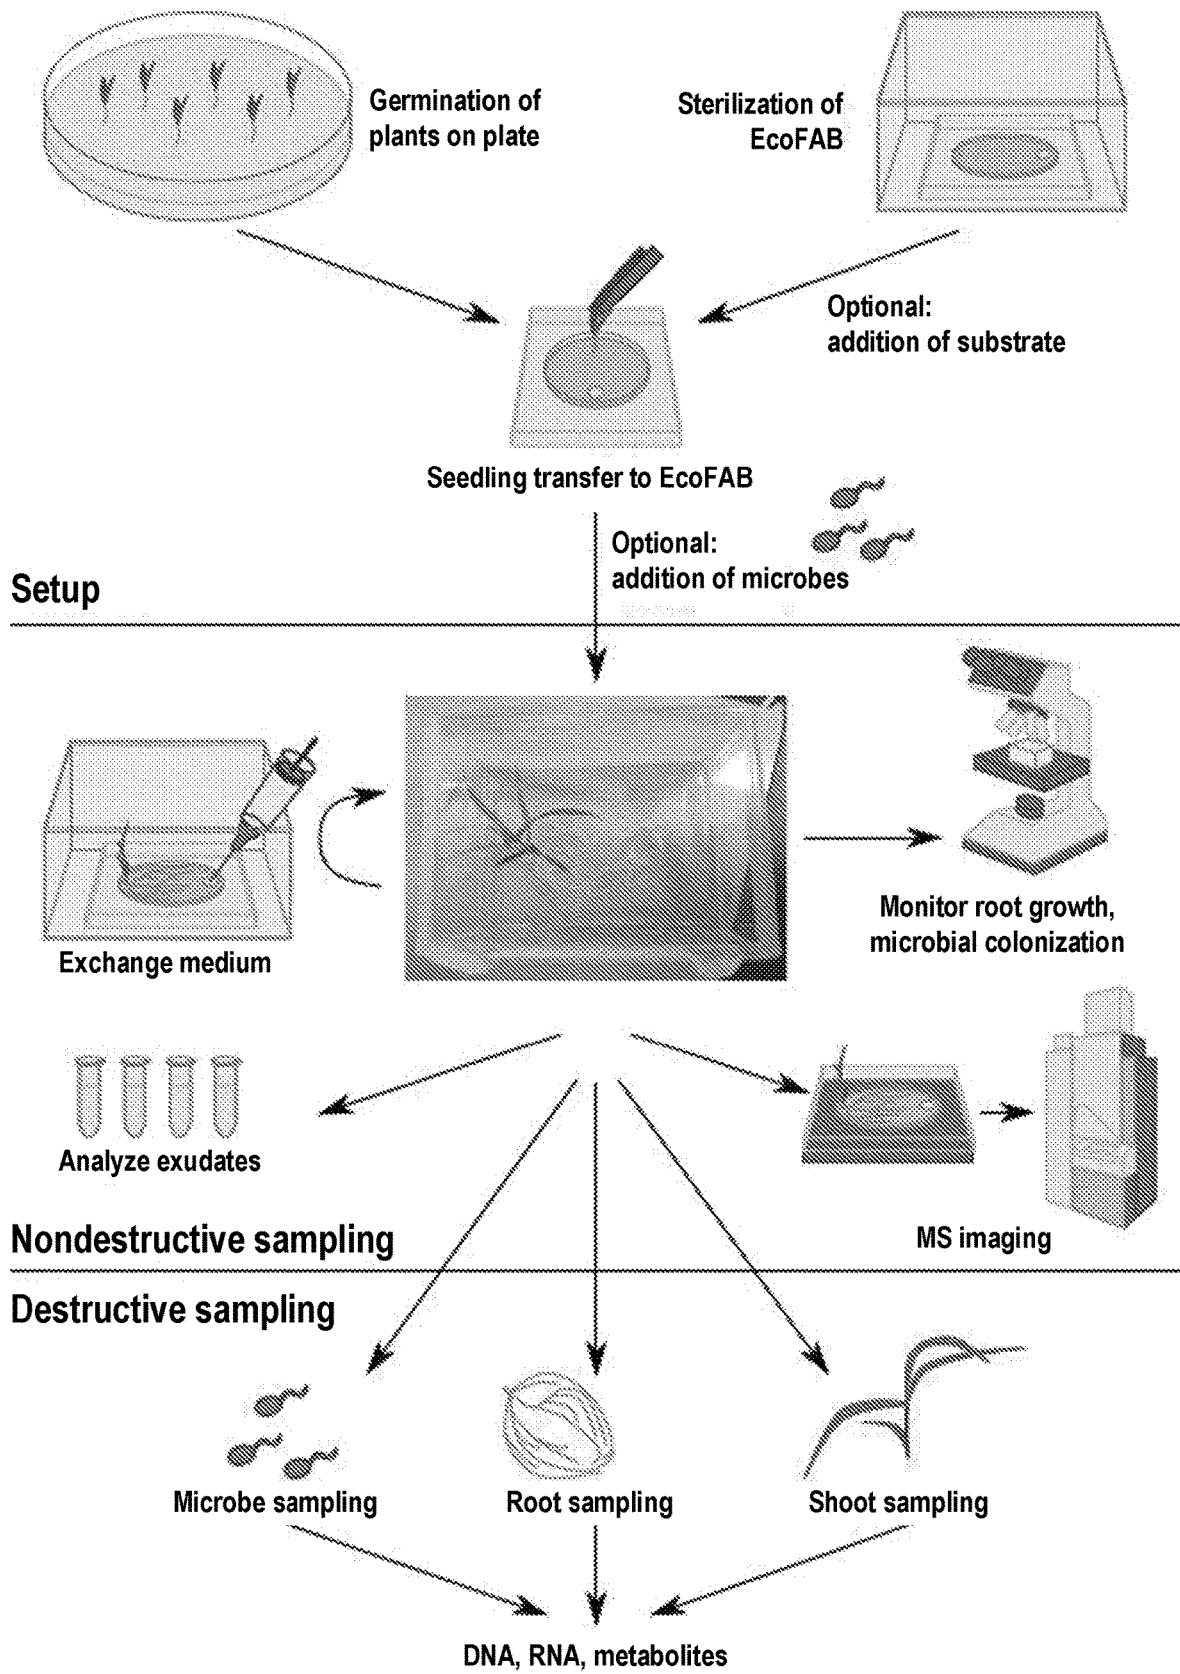 Germination of
plants on plate
Sterilization of
EcoFAB
Optional:
addition of substrate
Seedling transfer to EcoFAB
Optional:
addition of microbes
Setup
Exchange medium
Monitor root growth,
microbial colonization
Analyze exudates
MS imaging
Nondestructive sampling
Destructive sampling
Microbe sampling
Root sampling
Shoot sampling
DNA, RNA, metabolites